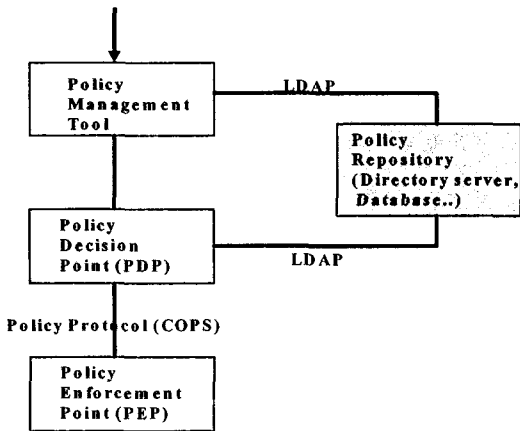 LDAP
Policy
Management
Tool
Policy
Repository
(Directory server,
Database..)
Policy
Decision
Point (PDP)
LDAP
Policy Protocol (COPS)
Policy
Enforcement
Point (PEP)